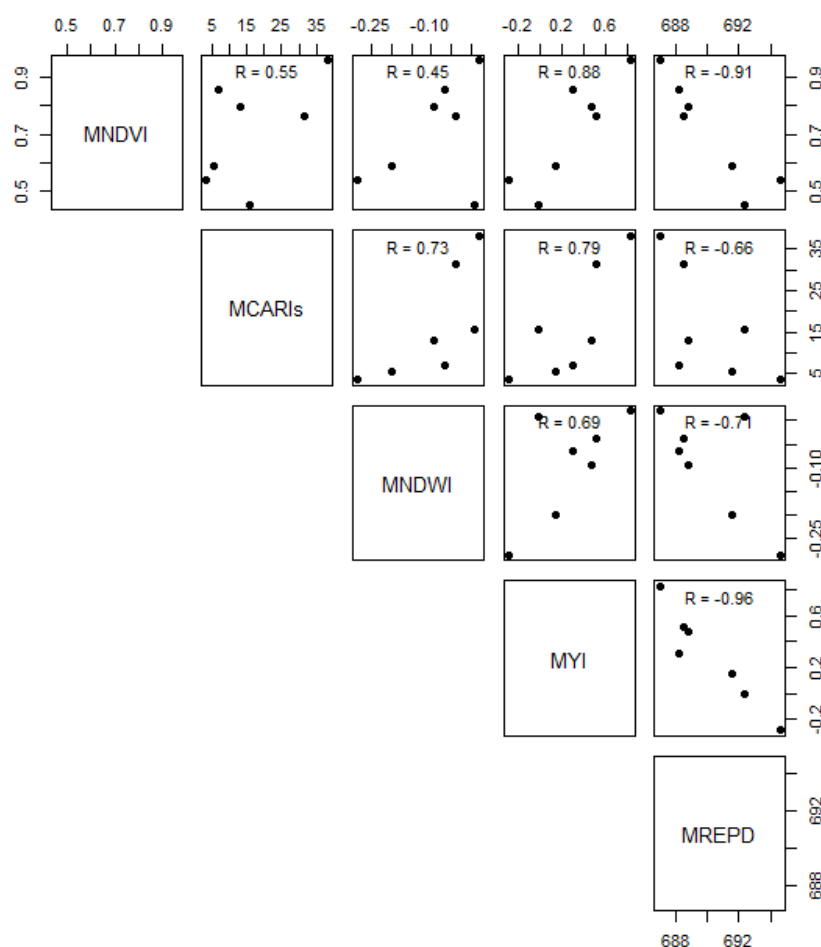 0.5 0.7 0.9 5 15 35 -0.25 -0.10 -0.2 0.2 0.6 688 692
MNDVI R = 0.55 R = 0.45 R = 0.88 R = -0.91
0.5 0.7 0.9
0.5 0.7 0.9
MCARIs R = 0.73 R = 0.79 R = -0.66
5 15 25 35
MNDWI R = 0.69 R = -0.71
-0.25 -0.10
MYI R = -0.96
-0.2 0.2 0.6
MREPD
688 692
688 692